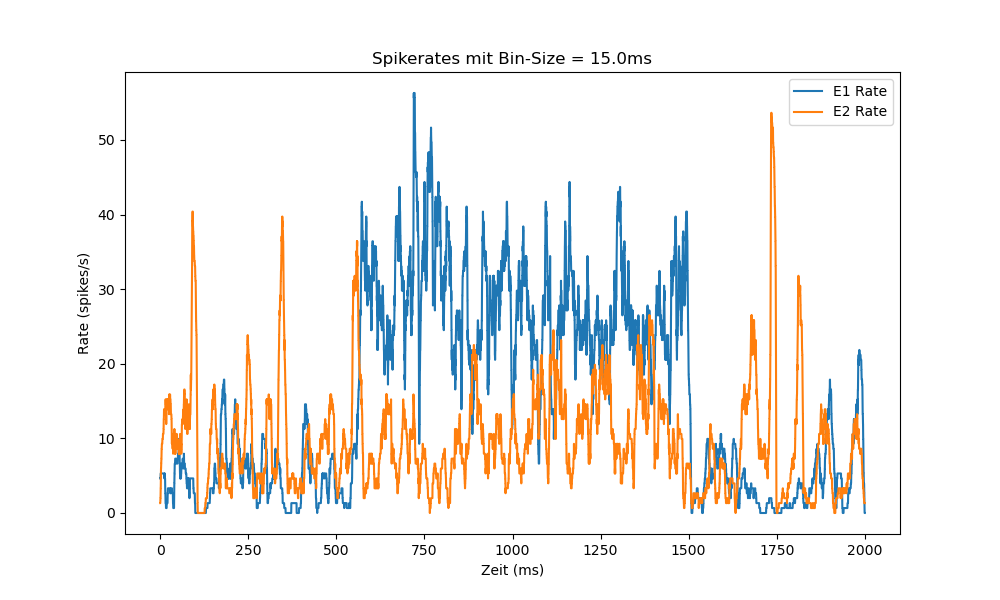 Spikerates mit Bin-Size = 15.0ms
E1 Rate
E2 Rate
Rate (spikes/s)
50
40
30
20
10
0
0 250 500 750 1000 1250 1500 1750 2000
Zeit (ms)